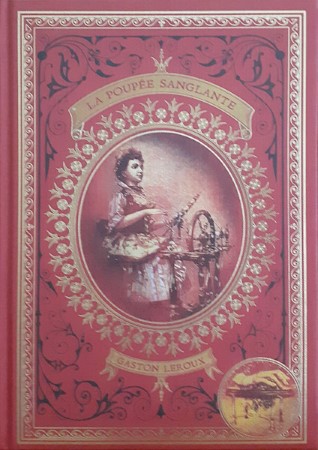 LA POUPÉE SANGLANTE
GASTON LEROUX